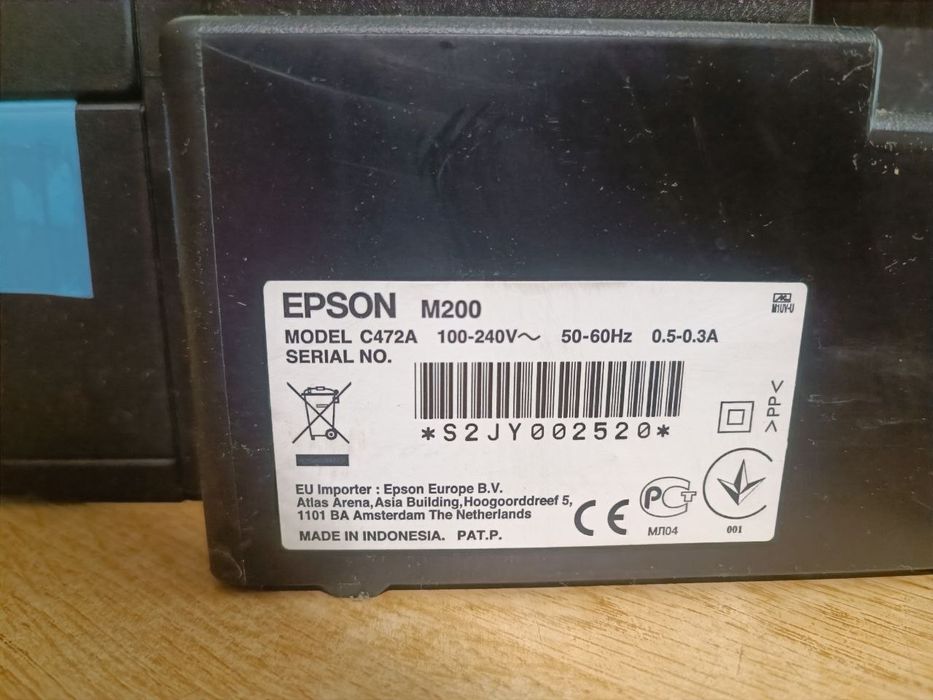 EPSON M200
MODEL C472A 100-240V～ 50-60Hz 0.5-0.3A
SERIAL NO.
*S2JY002520*
EU Importer : Epson Europe B.V.
Atlas Arena,Asia Building,Hoogoorddreef 5,
1101 BA Amsterdam The Netherlands
MADE IN INDONESIA. PAT.P.
CE
РСТ
МЛ04
001
>PP<
M1UV-U